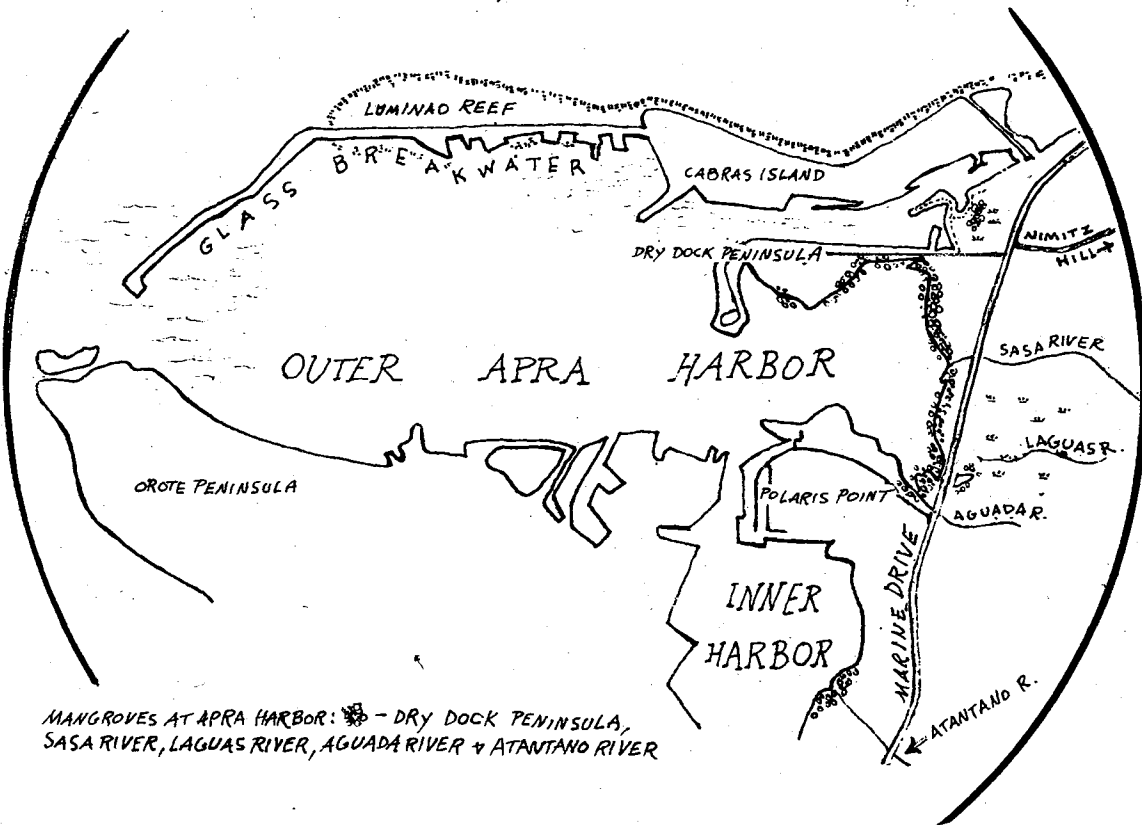 LUMINAO REEF
GLASS BREAKWATER
CABRAS ISLAND
NIMITZ
HILL
DRY DOCK PENINSULA
SASA RIVER
OUTER APRA HARBOR
LAGUAS R.
OROTE PENINSULA
POLARIS POINT
AGUADA R.
MARINE DRIVE
INNER
HARBOR
ATANTANO R.
MANGROVES AT APRA HARBOR: - DRY DOCK PENINSULA,
SASA RIVER, LAGUAS RIVER, AGUADA RIVER & ATANTANO RIVER